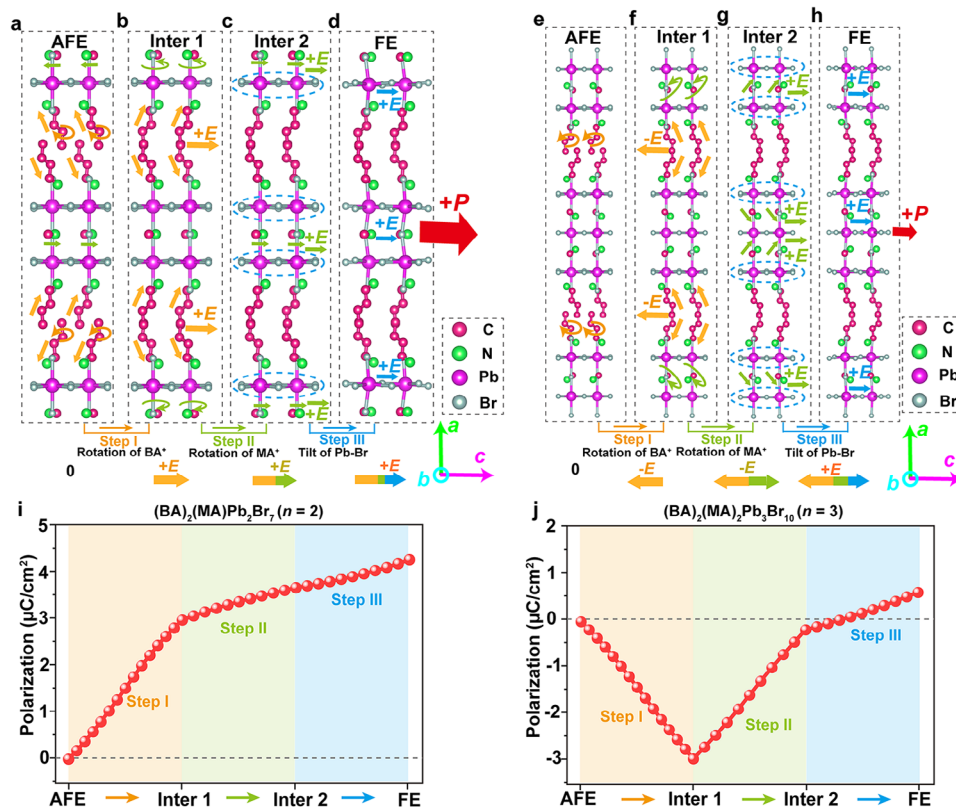 a b c d
AFE Inter 1 Inter 2 FE
+E
+E
+E
+E
+E
+P
+E
+E
+E
C
N
Pb
Br
Step I Step II Step III
Rotation of BA⁺ Rotation of MA⁺ Tilt of Pb-Br
0 +E +E +E
a
b c
e f g h
AFE Inter 1 Inter 2 FE
+E +E
-E
+E +E
+P
+E
-E
+E +E
C
N
Pb
Br
Step I Step II Step III
Rotation of BA⁺ Rotation of MA⁺ Tilt of Pb-Br
0 -E -E +E
a
b c
i
(BA)₂(MA)Pb₂Br₇ (n = 2)
Polarization (μC/cm²)
5
4
3
2
1
0
Step I
Step II
Step III
AFE Inter 1 Inter 2 FE
j
(BA)₂(MA)₂Pb₃Br₁₀ (n = 3)
Polarization (μC/cm²)
2
1
0
-1
-2
-3
Step I
Step II
Step III
AFE Inter 1 Inter 2 FE